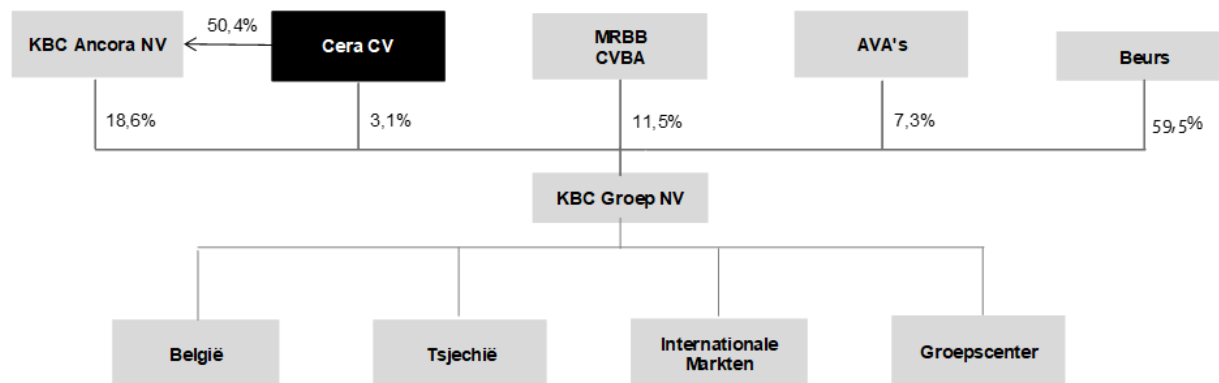 50,4%
KBC Ancora NV
Cera CV
MRBB
CVBA
AVA's
Beurs
18,6%
3,1%
11,5%
7,3%
59,5%
KBC Groep NV
België
Tsjechië
Internationale
Markten
Groepscenter